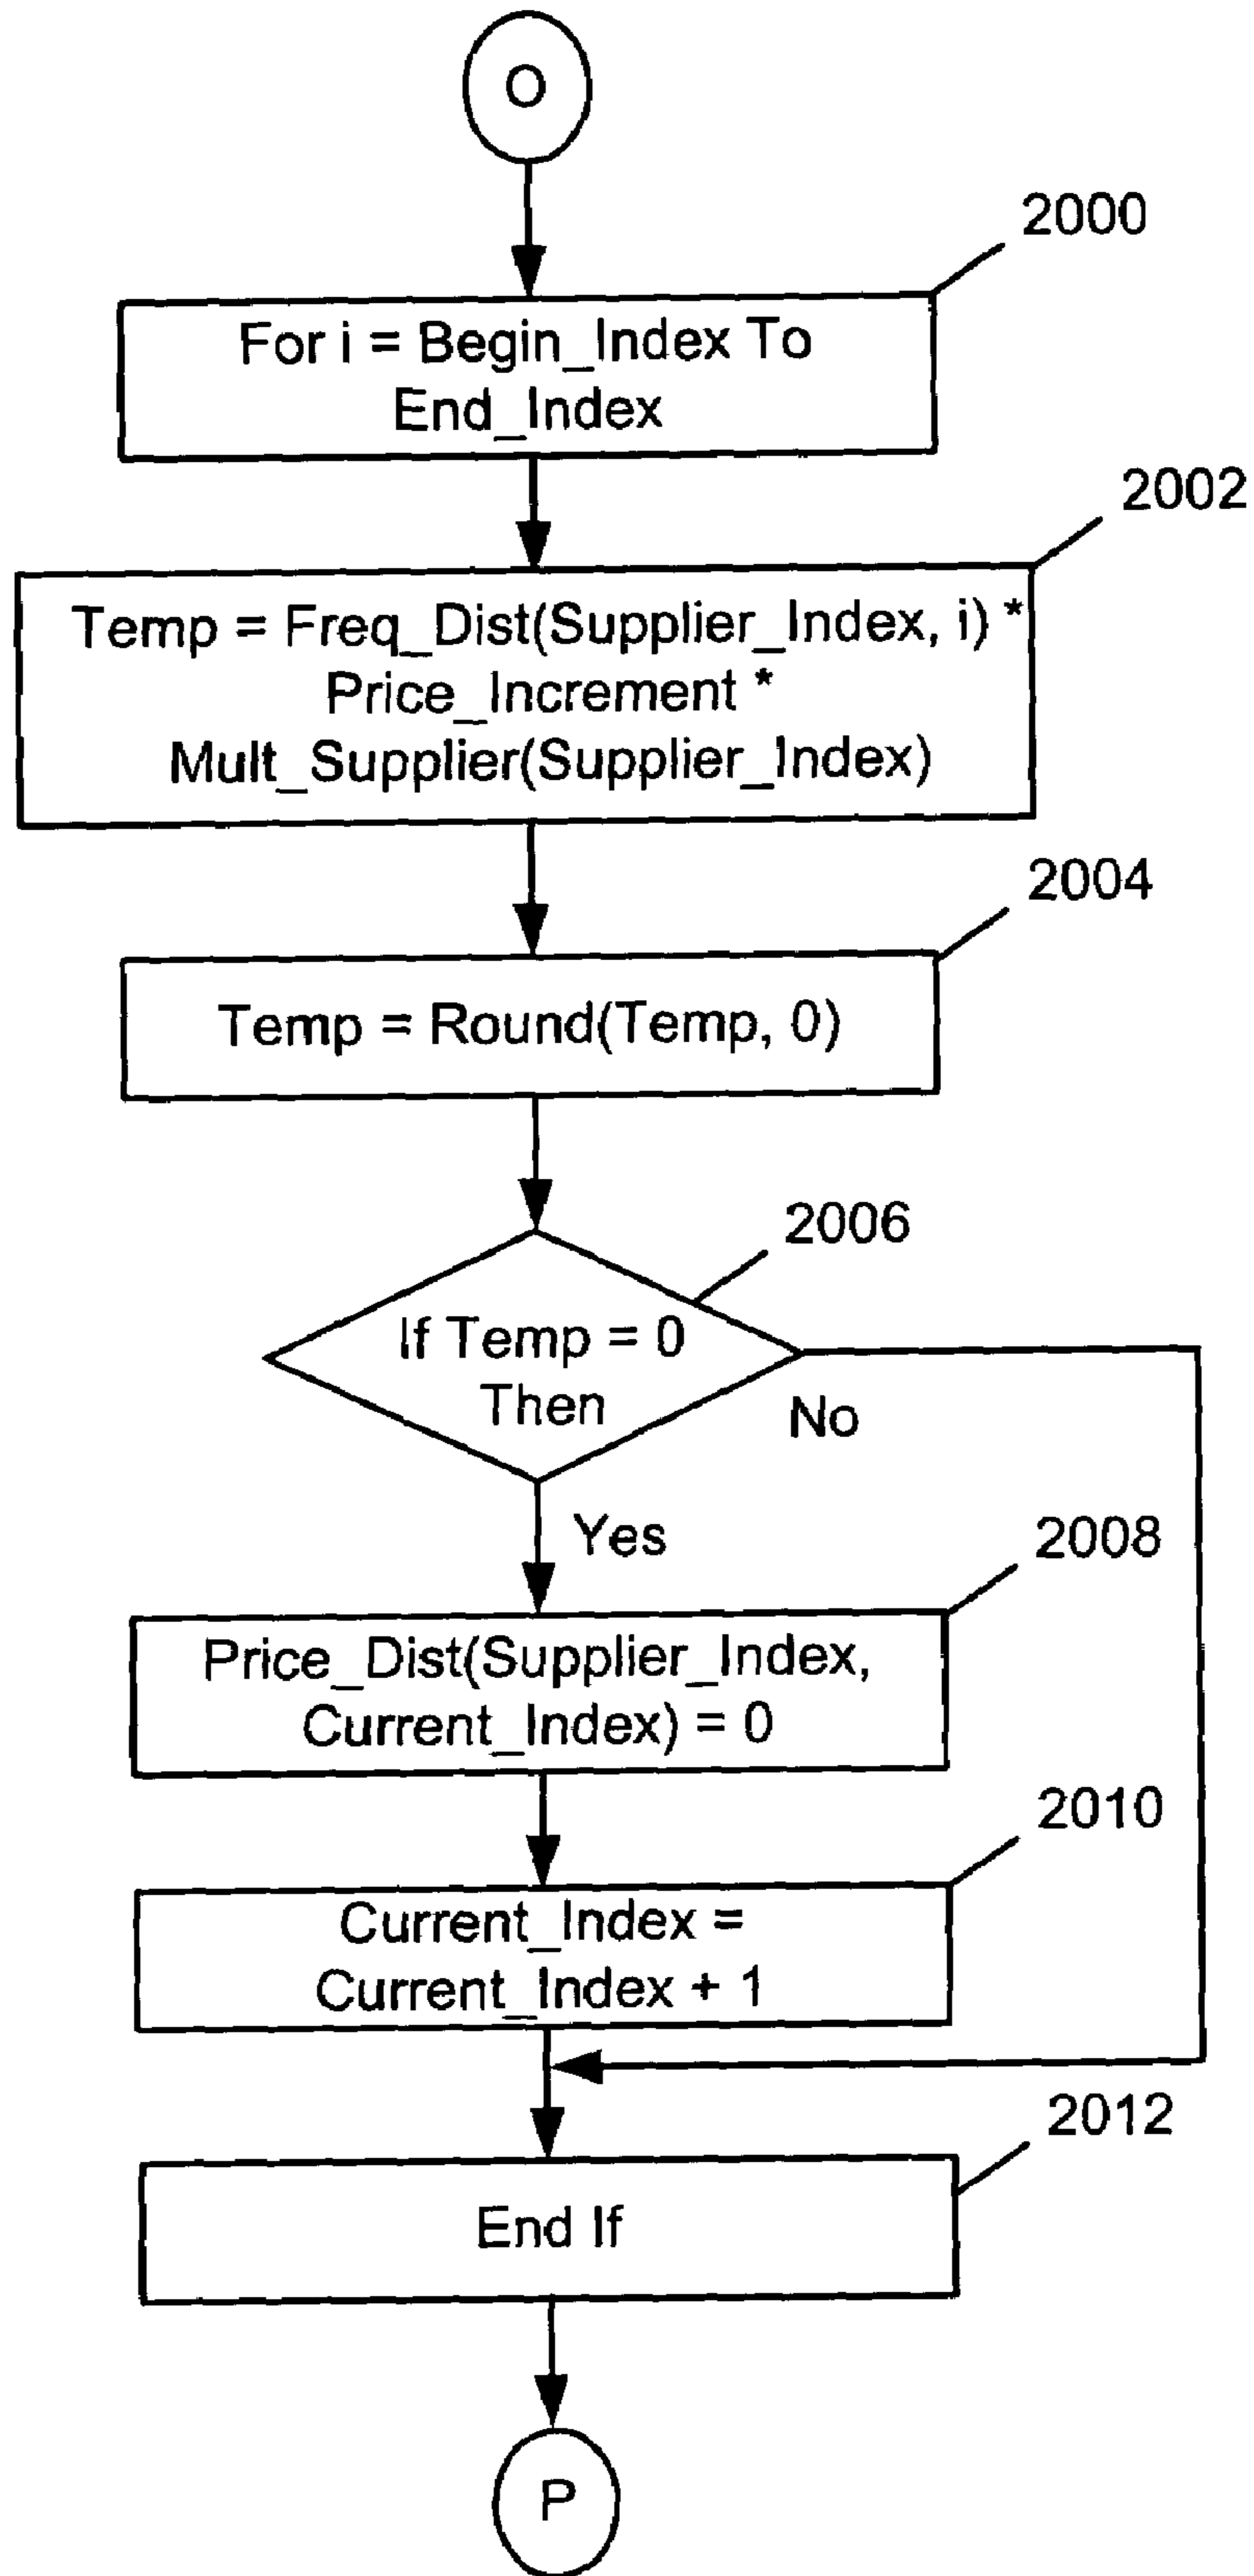 O
2000
For i = Begin_Index To
End_Index
2002
Temp = Freq_Dist(Supplier_Index, i) *
Price_Increment *
Mult_Supplier(Supplier_Index)
2004
Temp = Round(Temp, 0)
2006
If Temp = 0
Then
No
Yes
2008
Price_Dist(Supplier_Index,
Current_Index) = 0
2010
Current_Index =
Current_Index + 1
2012
End If
P